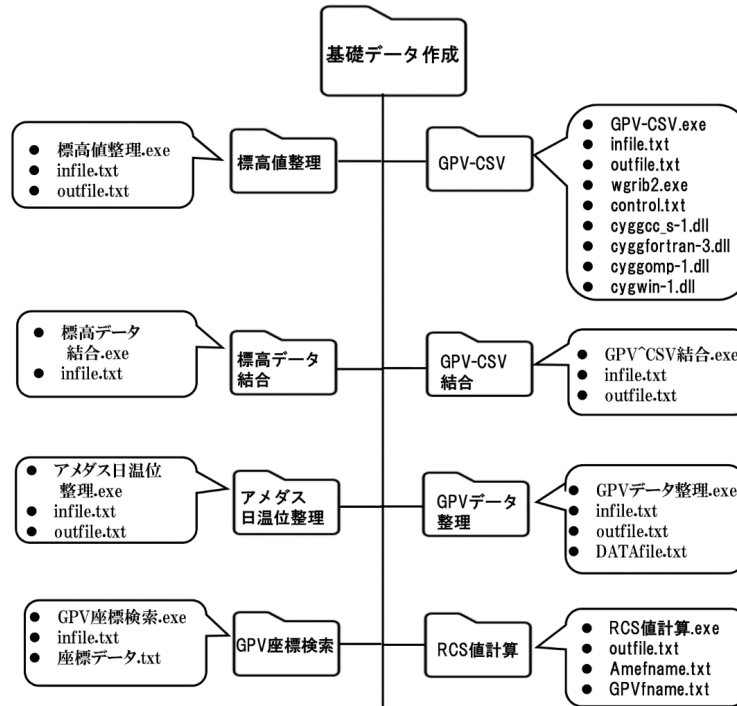 基礎データ作成
● 標高値整理.exe
● infile.txt
● outfile.txt
標高値整理
GPV-CSV
● GPV-CSV.exe
● infile.txt
● outfile.txt
● wgrib2.exe
● control.txt
● cyggcc_s-1.dll
● cyggfortran-3.dll
● cyggomp-1.dll
● cygwin-1.dll
● 標高データ
結合.exe
● infile.txt
標高データ
結合
GPV-CSV
結合
● GPV^CSV結合.exe
● infile.txt
● outfile.txt
● アメダス日温位
整理.exe
● infile.txt
● outfile.txt
アメダス
日温位整理
GPVデータ
整理
● GPVデータ整理.exe
● infile.txt
● outfile.txt
● DATAfile.txt
● GPV座標検索.exe
● infile.txt
● 座標データ.txt
GPV座標検索
RCS値計算
● RCS値計算.exe
● outfile.txt
● Amefname.txt
● GPVfname.txt